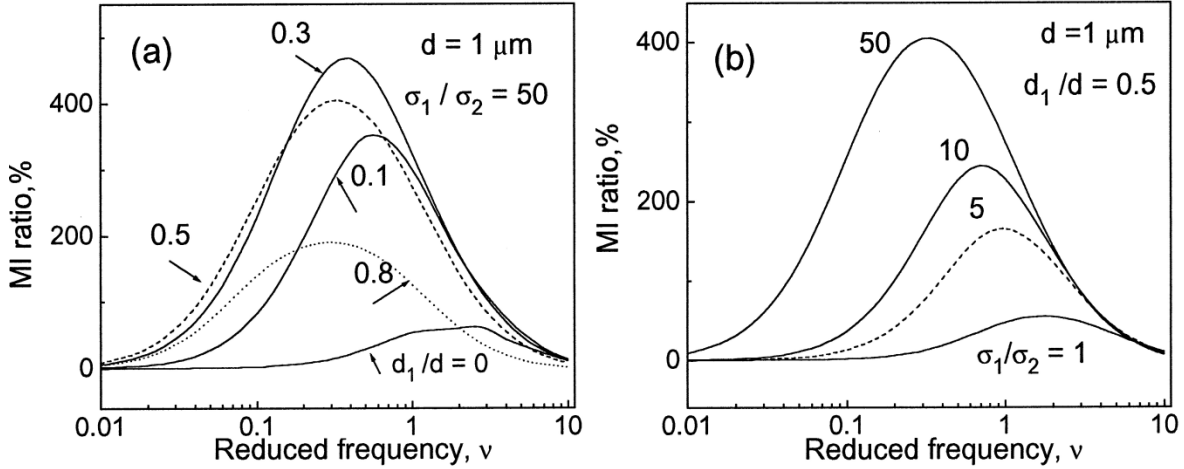 (a)
0.3
d = 1 μm
σ₁ / σ₂ = 50
0.1
0.5
0.8
d₁ /d = 0
MI ratio,%
400
200
0
0.01
0.1
1
10
Reduced frequency, ν
(b)
50
d =1 μm
d₁ /d = 0.5
10
5
σ₁/σ₂ = 1
MI ratio,%
400
200
0
0.01
0.1
1
10
Reduced frequency, ν